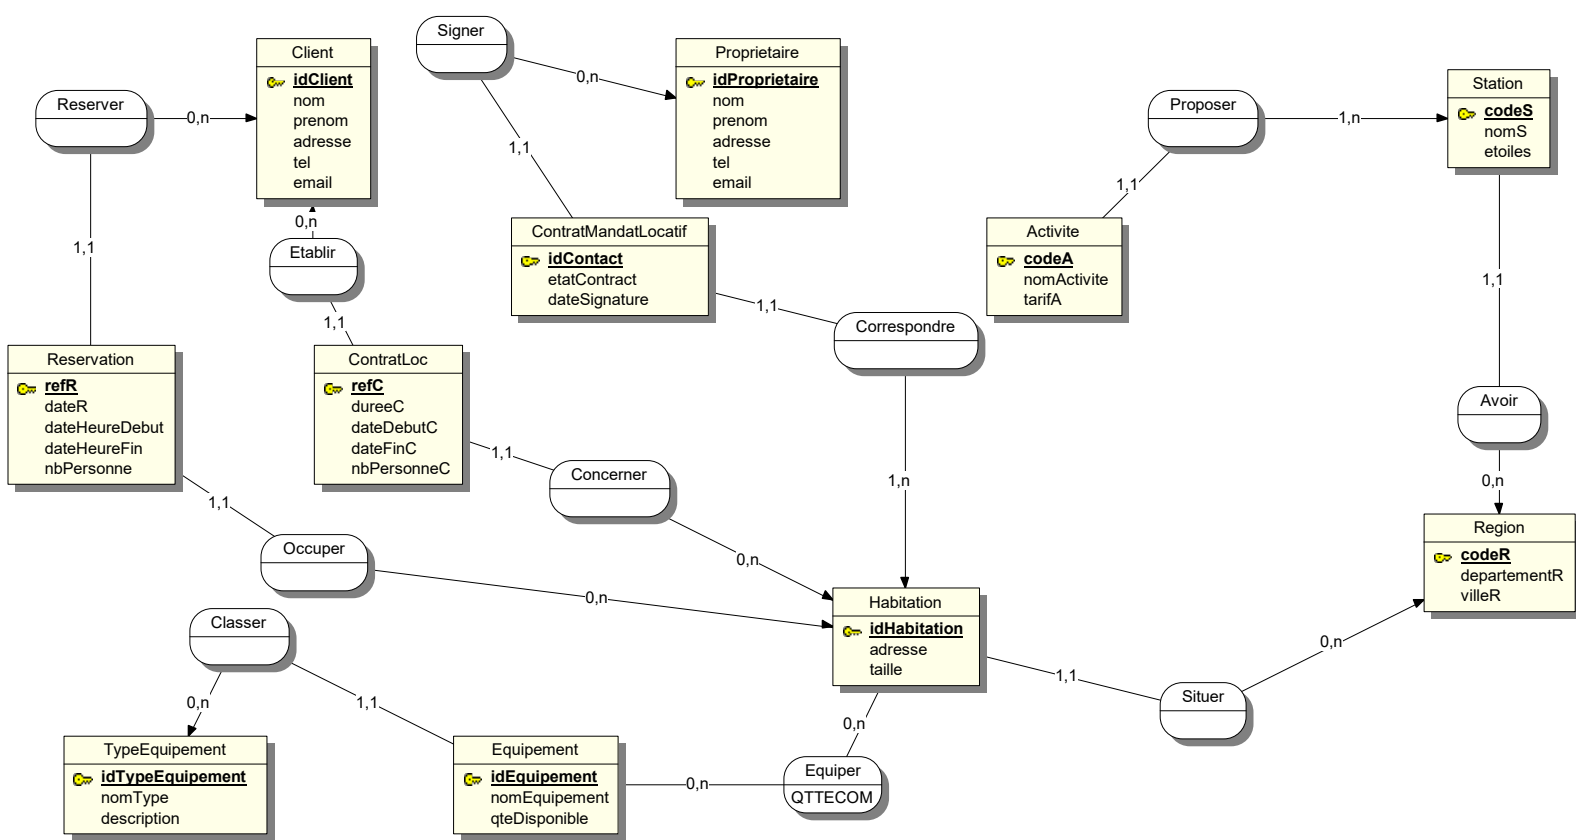 Signer
0,n
1,1
Client
idClient
nom
prenom
adresse
tel
email
Proprietaire
idProprietaire
nom
prenom
adresse
tel
email
Reserver
0,n
1,1
Proposer
1,n
1,1
Station
codeS
nomS
etoiles
0,n
Etablir
1,1
ContratMandatLocatif
idContact
etatContract
dateSignature
1,1
Activite
codeA
nomActivite
tarifA
1,1
Correspondre
1,n
Reservation
refR
dateR
dateHeureDebut
dateHeureFin
nbPersonne
1,1
ContratLoc
refC
dureeC
dateDebutC
dateFinC
nbPersonneC
1,1
Concerner
0,n
Avoir
0,n
Occuper
0,n
Region
codeR
departementR
villeR
Classer
0,n
1,1
Habitation
idHabitation
adresse
taille
1,1
Situer
0,n
TypeEquipement
idTypeEquipement
nomType
description
Equipement
idEquipement
nomEquipement
qteDisponible
0,n
0,n
Equiper
QTTECOM